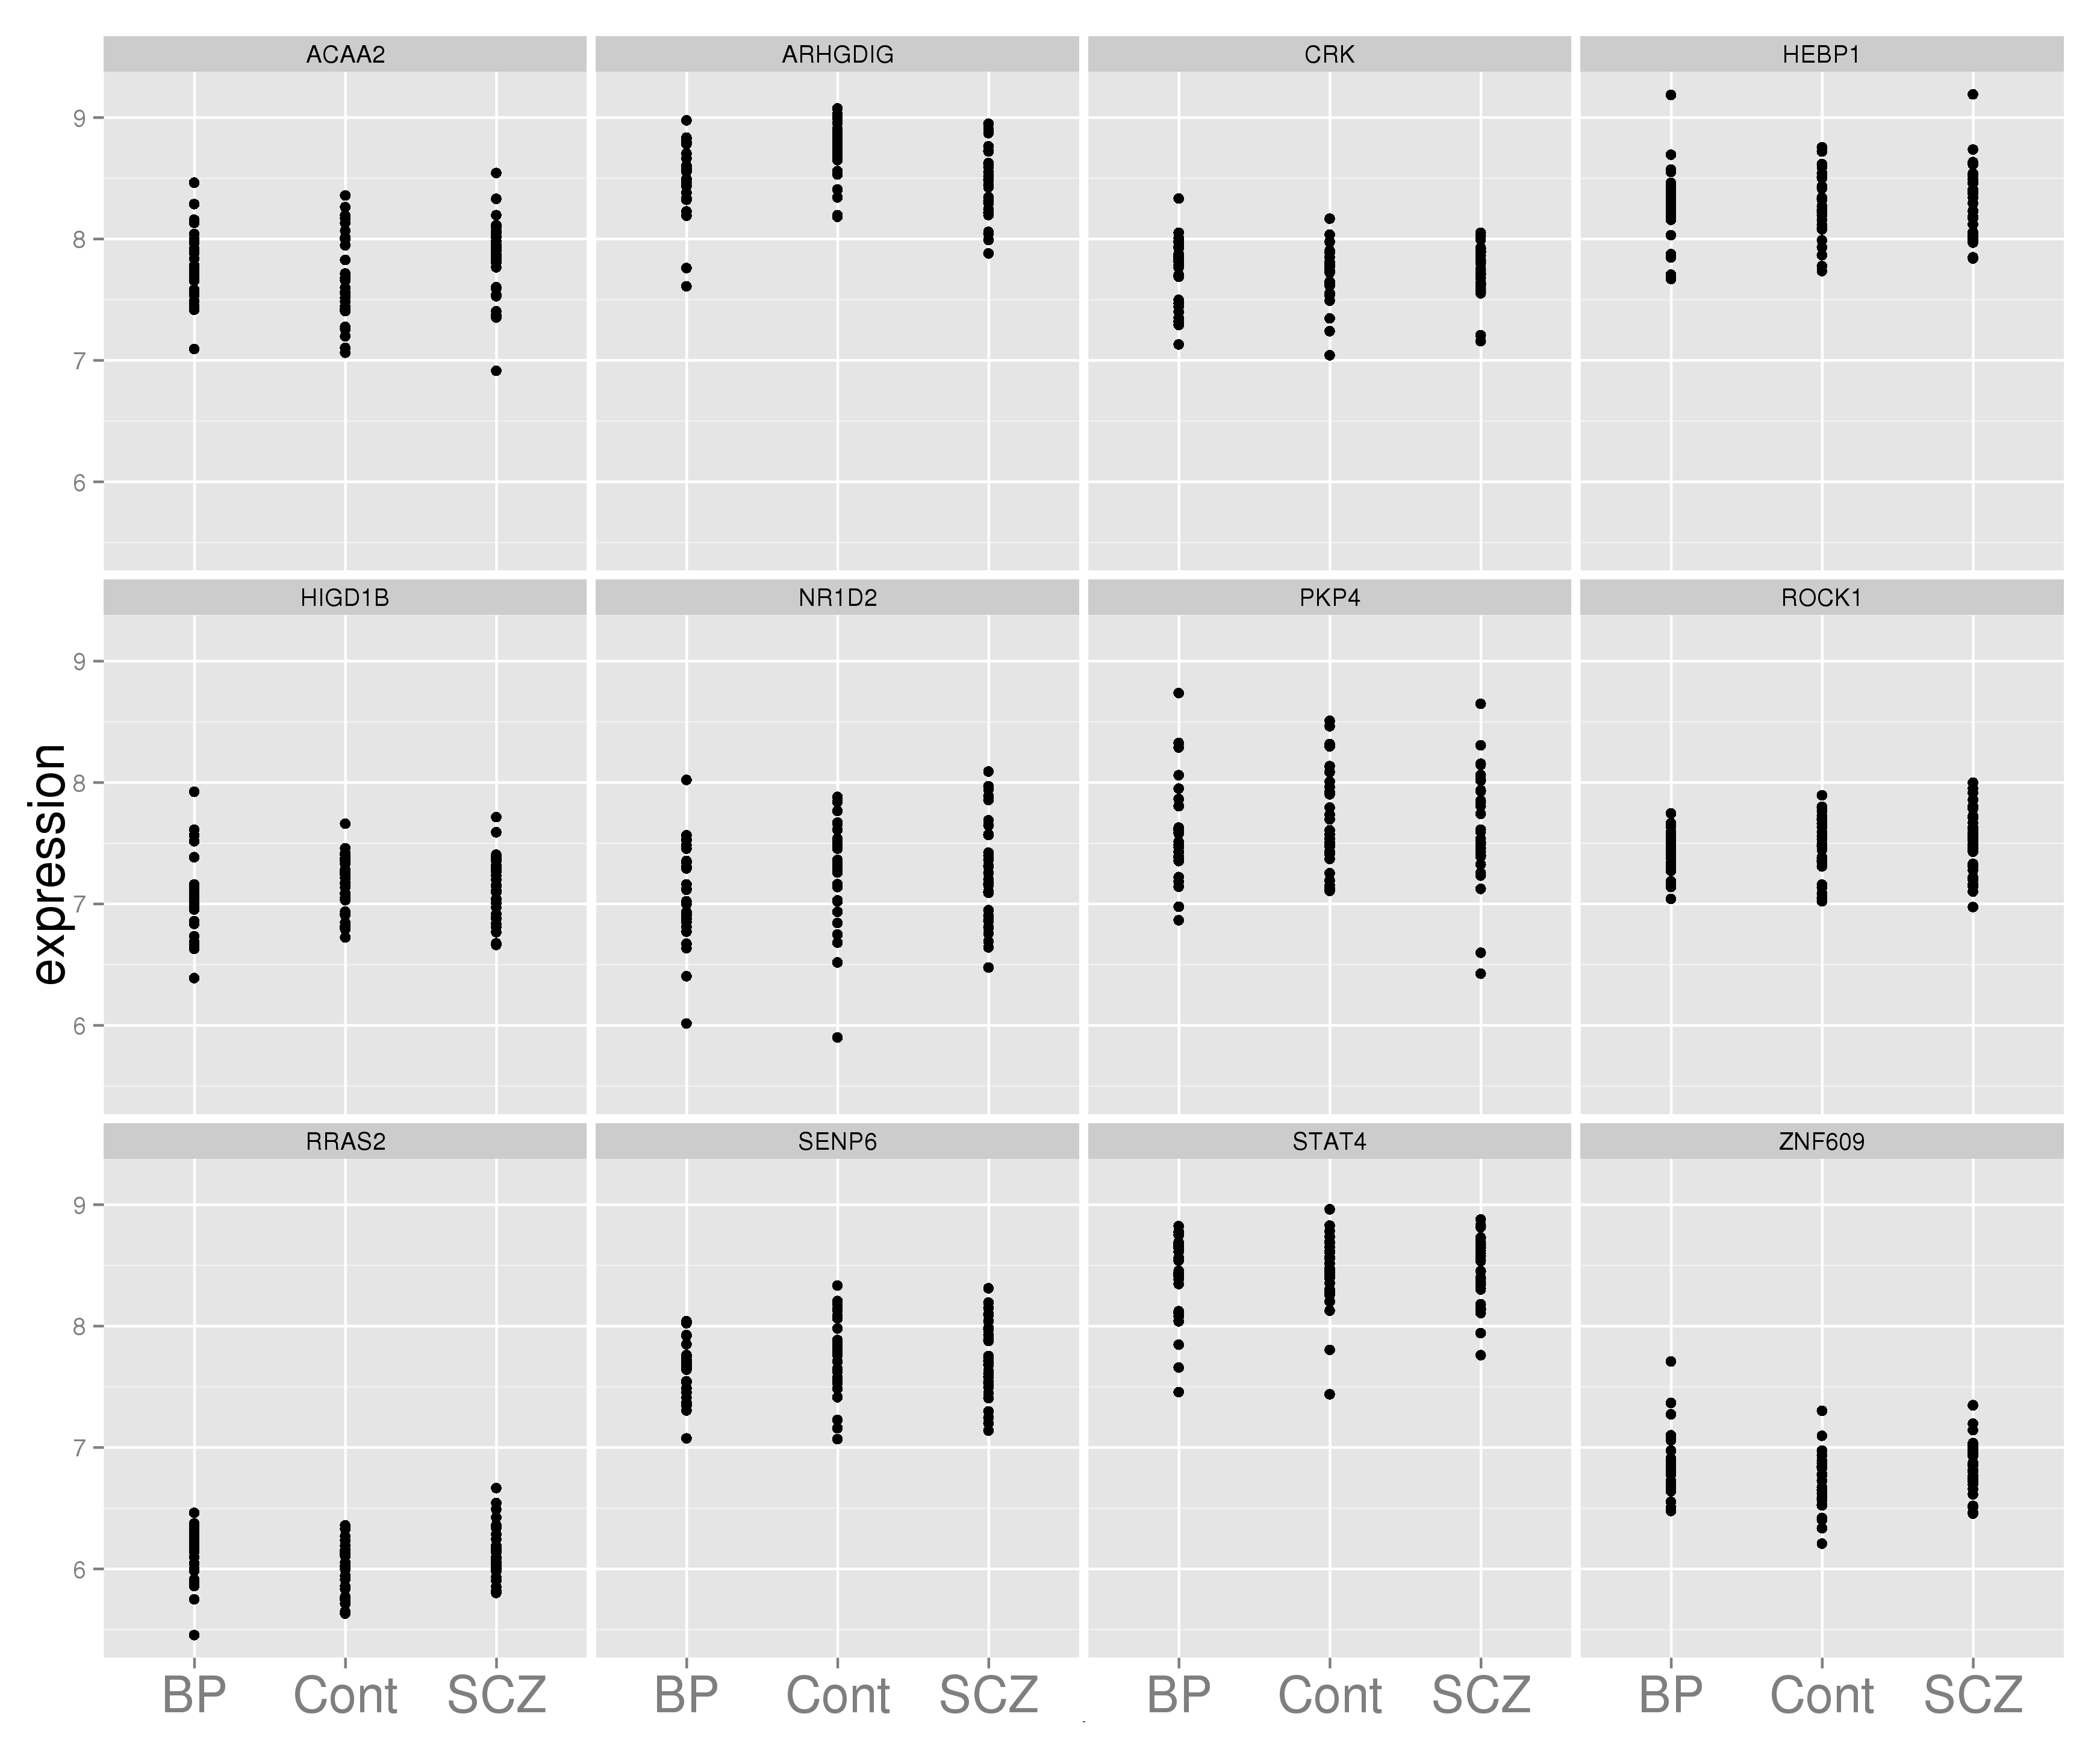 ACAA2 ARHGDIG CRK HEBP1
9
8
7
6
HIGD1B NR1D2 PKP4 ROCK1
9
8
7
6
expression
RRAS2 SENP6 STAT4 ZNF609
9
8
7
6
BP Cont SCZ BP Cont SCZ BP Cont SCZ BP Cont SCZ